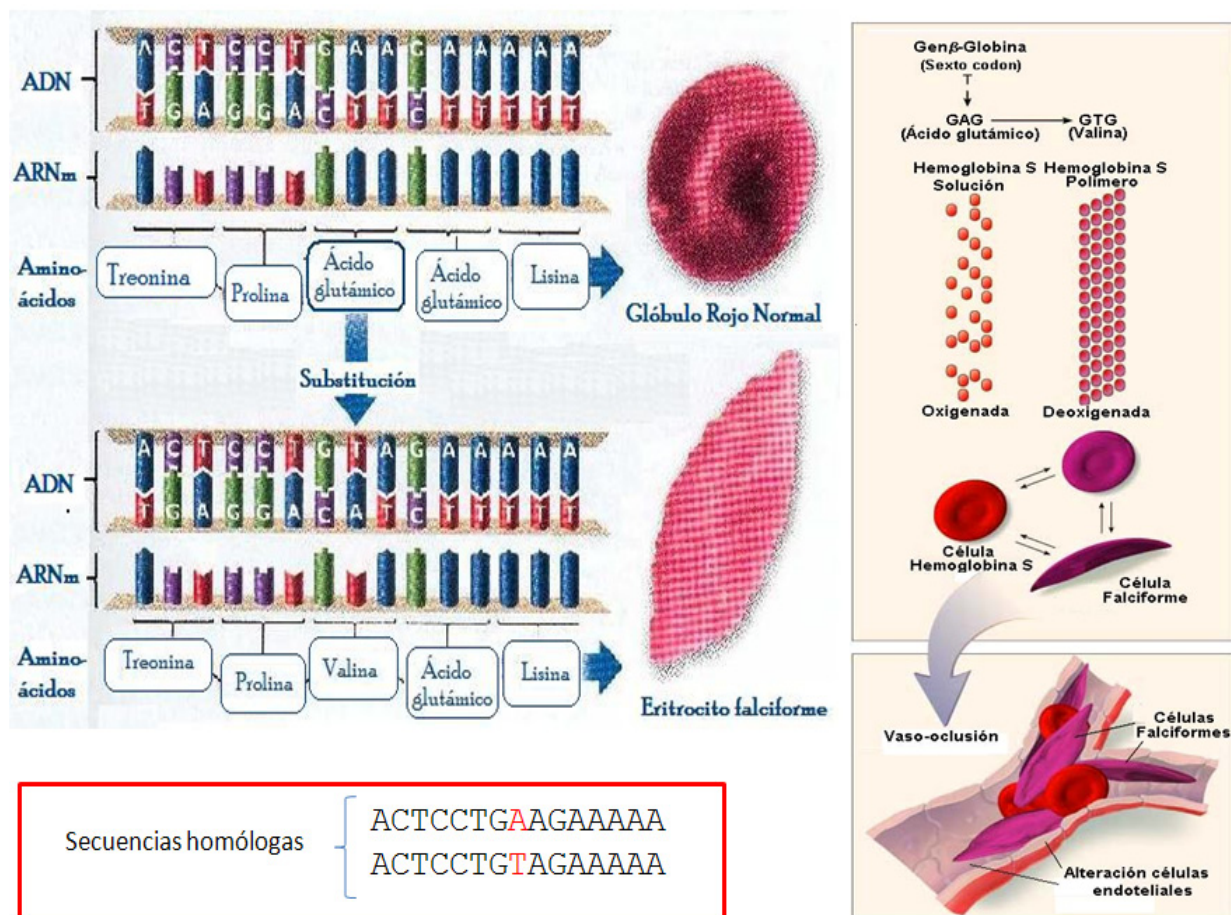 ADN
A C T C C T G A A G A A A A A
T G A G G A C T T C T T T T T
ARNm
Amino-
ácidos
Treonina
Prolina
Ácido
glutámico
Ácido
glutámico
Lisina
Glóbulo Rojo Normal
Substitución
ADN
A C T C C T G T A G A A A A A
T G A G G A C A T C T T T T T
ARNm
Amino-
ácidos
Treonina
Prolina
Valina
Ácido
glutámico
Lisina
Eritrocito falciforme
Secuencias homólogas
ACTCCTGAAGAAAAA
ACTCCTGTAGAAAAA
Genβ-Globina
(Sexto codon)
GAG
(Ácido glutámico)
GTG
(Valina)
Hemoglobina S
Solución
Hemoglobina S
Polímero
Oxigenada
Deoxigenada
Célula
Hemoglobina S
Célula
Falciforme
Vaso-oclusión
Células
Falciformes
Alteración células
endoteliales